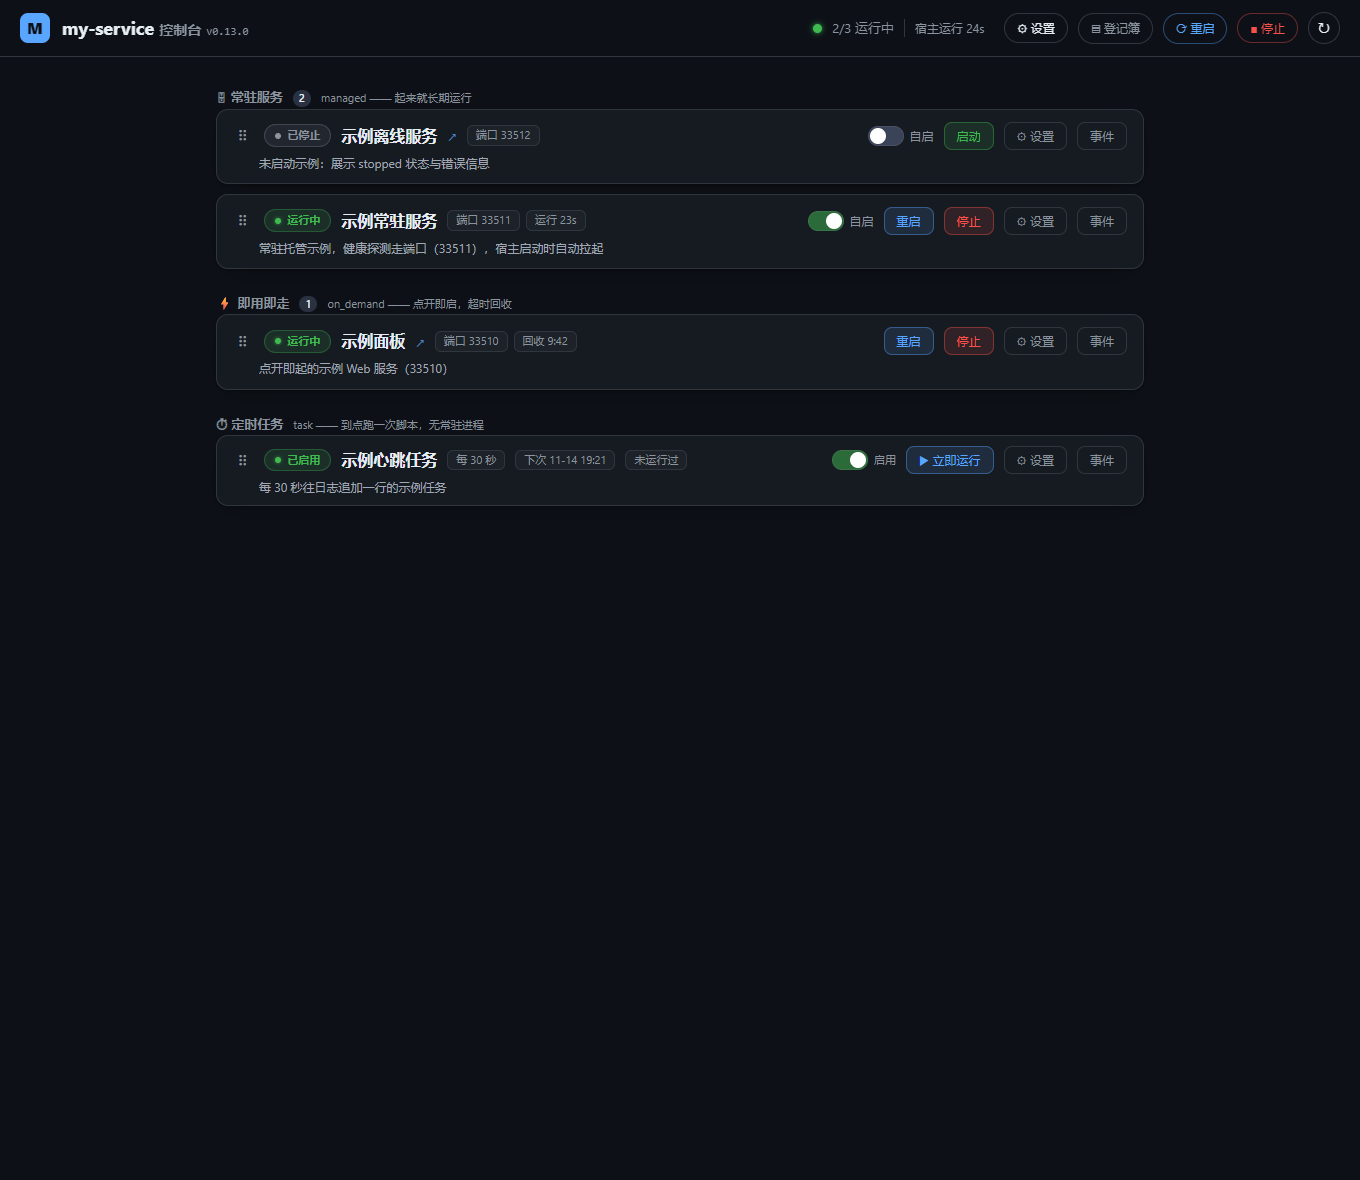 M my-service 控制台 v0.13.0 2/3 运行中 宿主运行 24s 设置 登记簿 重启 停止
常驻服务 2 managed —— 起来就长期运行
已停止 示例离线服务 ↗ 端口 33512 自启 启动 设置 事件
未启动示例：展示 stopped 状态与错误信息
运行中 示例常驻服务 端口 33511 运行 23s 自启 重启 停止 设置 事件
常驻托管示例，健康探测走端口（33511），宿主启动时自动拉起
即用即走 1 on_demand —— 点开即启，超时回收
运行中 示例面板 ↗ 端口 33510 回收 9:42 重启 停止 设置 事件
点开即起的示例 Web 服务（33510）
定时任务 task —— 到点跑一次脚本，无常驻进程
已启用 示例心跳任务 每 30 秒 下次 11-14 19:21 未运行过 启用 ▶ 立即运行 设置 事件
每 30 秒往日志追加一行的示例任务